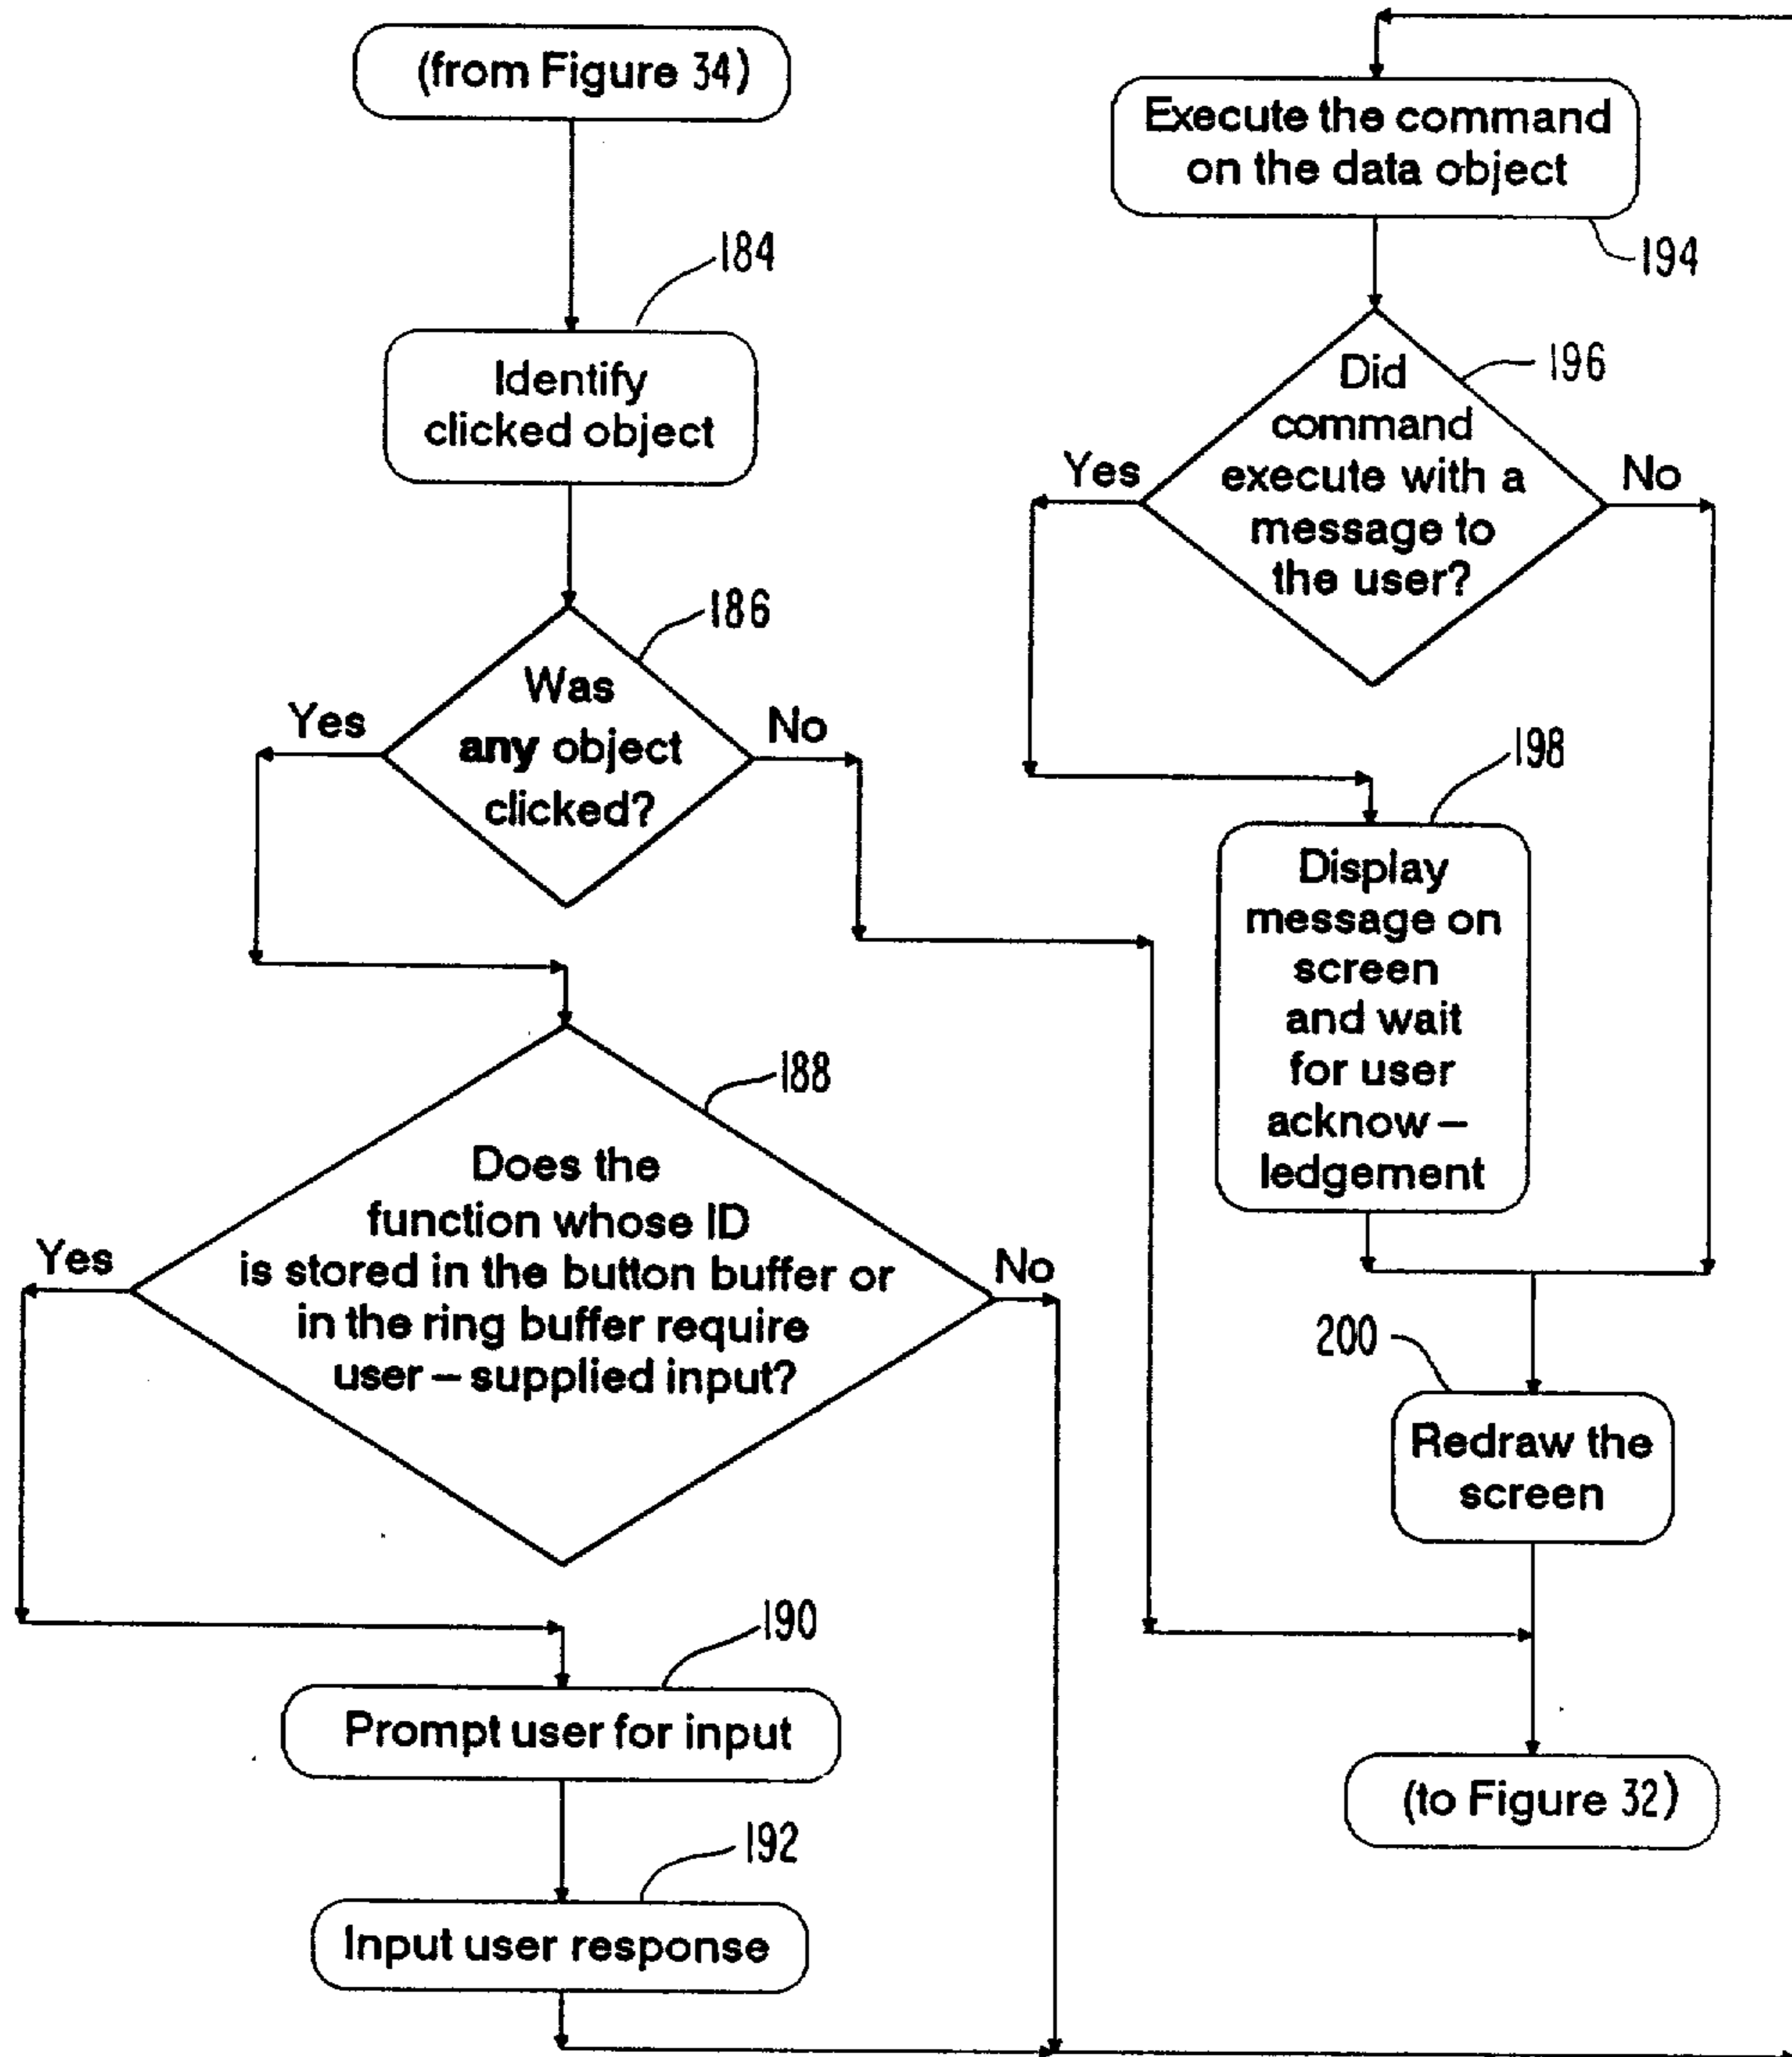 (from Figure 34)
184
Identify
clicked object
186
Was
any object
clicked?
Yes
No
188
Does the
function whose ID
is stored in the button buffer or
in the ring buffer require
user – supplied input?
Yes
No
190
Prompt user for input
192
Input user response
Execute the command
on the data object
194
196
Did
command
execute with a
message to
the user?
Yes
No
198
Display
message on
screen
and wait
for user
acknow –
ledgement
200
Redraw the
screen
(to Figure 32)